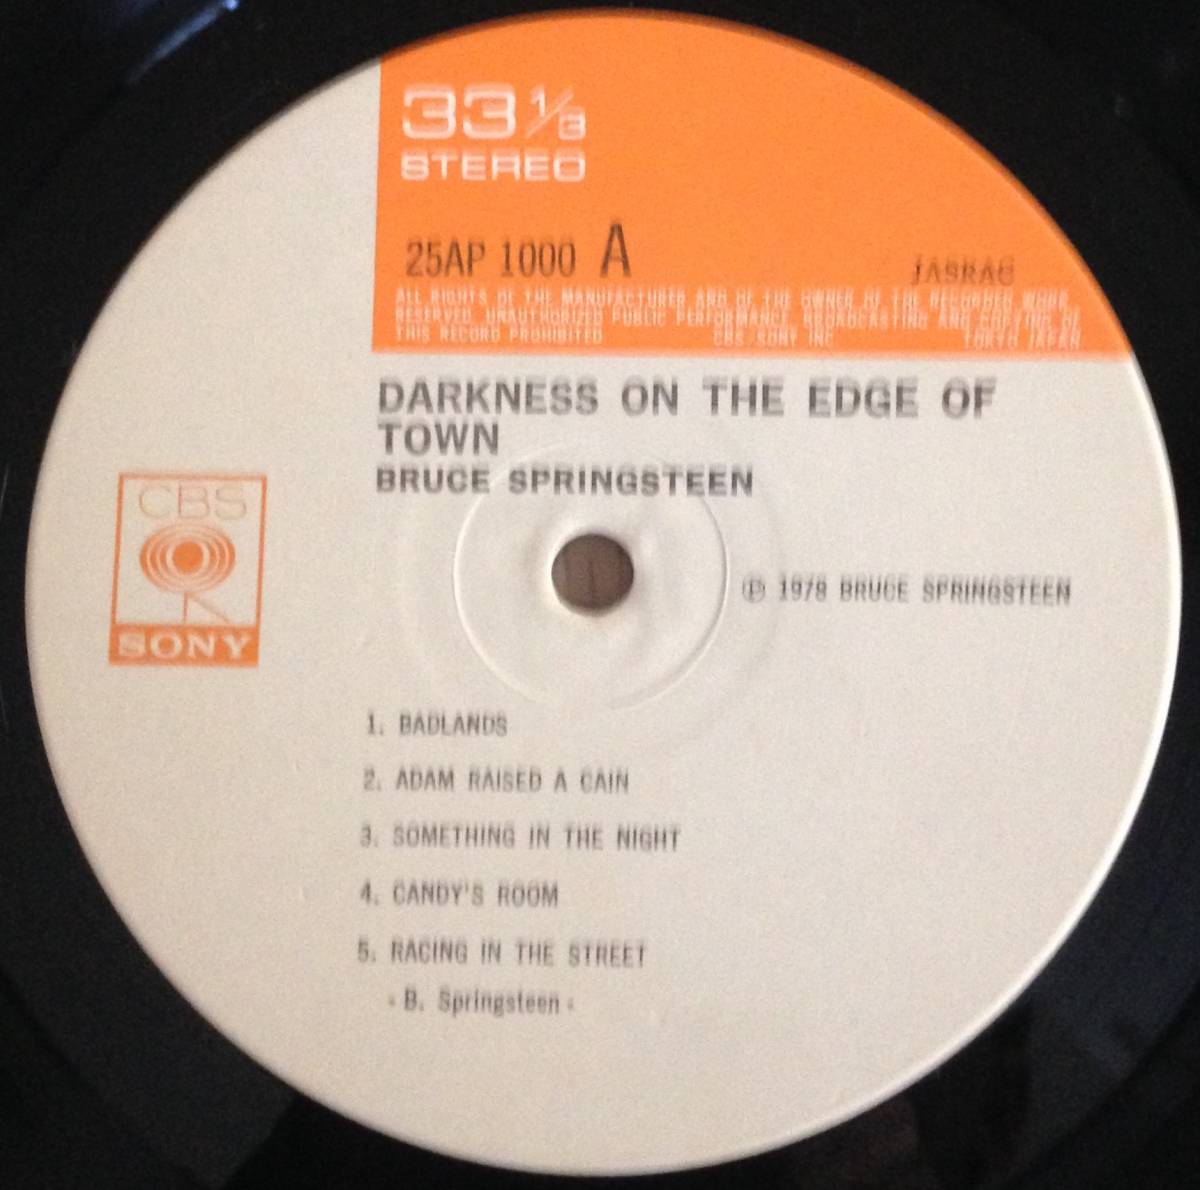 33 1/3
STEREO
25AP 1000 A
JASRAC
ALL RIGHTS OF THE MANUFACTURER AND OF THE OWNER OF THE RECORDED WORK
RESERVED. UNAUTHORIZED PUBLIC PERFORMANCE, BROADCASTING AND COPYING OF
THIS RECORD PROHIBITED CBS/SONY INC. TOKYO JAPAN
DARKNESS ON THE EDGE OF
TOWN
BRUCE SPRINGSTEEN
CBS
SONY
Ⓟ 1978 BRUCE SPRINGSTEEN
1. BADLANDS
2. ADAM RAISED A CAIN
3. SOMETHING IN THE NIGHT
4. CANDY'S ROOM
5. RACING IN THE STREET
- B. Springsteen -